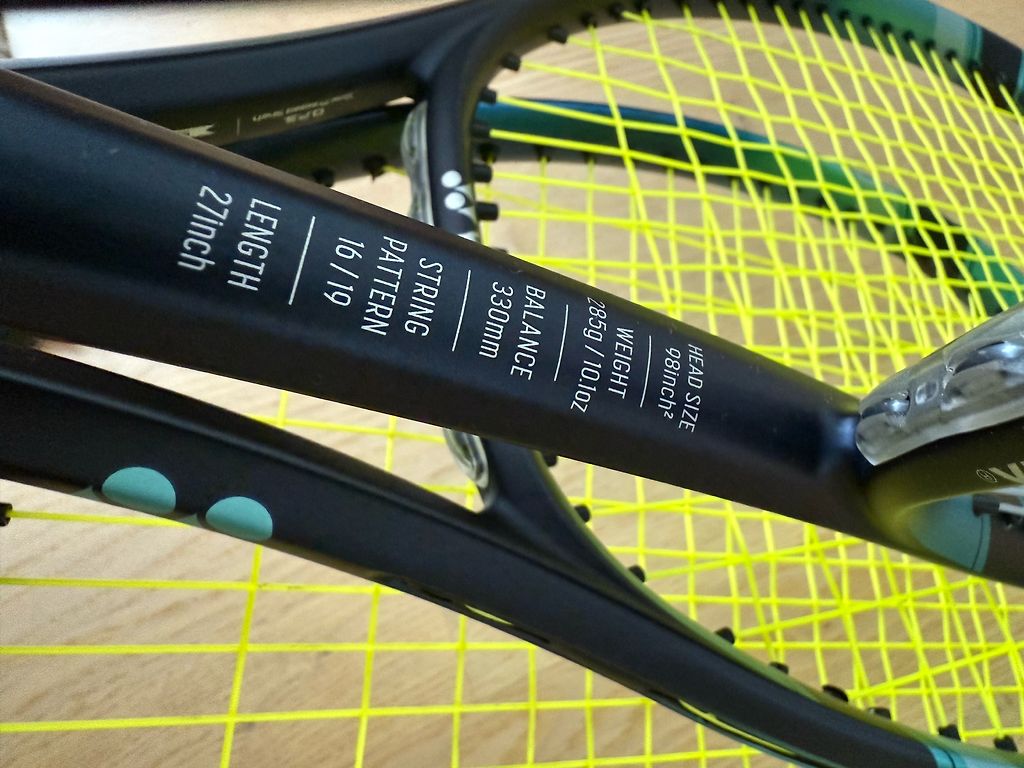 HEAD SIZE
98inch²
WEIGHT
285g / 10.1oz
BALANCE
330mm
STRING
PATTERN
16 / 19
LENGTH
27inch